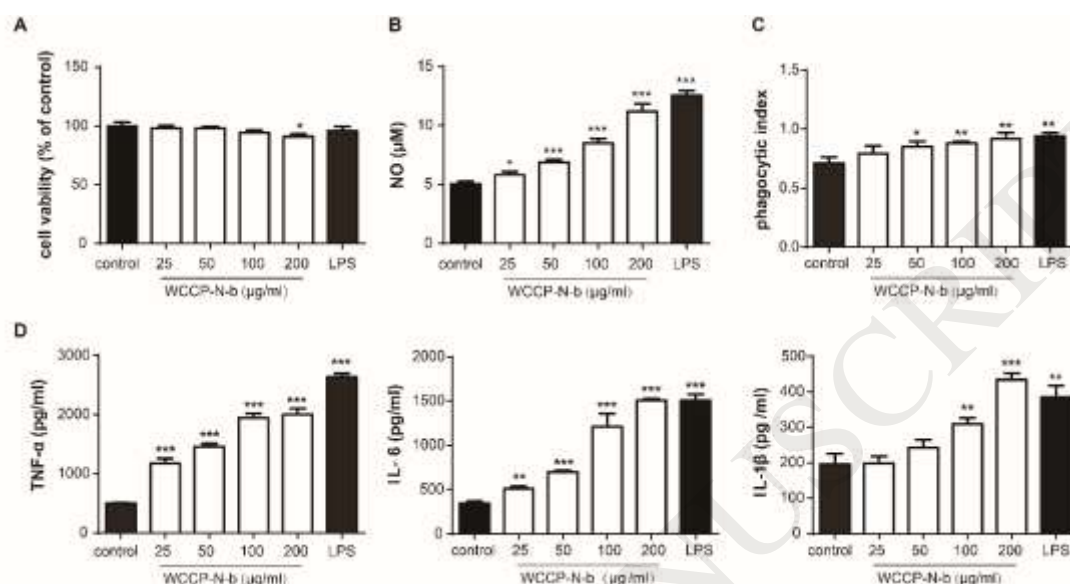 A
cell vability (% of control)
150
100
50
0
*
control 25 50 100 200 LPS
WCCP-N-b (μg/ml)
B
NO (μM)
15
10
5
0
* *** *** *** ***
control 25 50 100 200 LPS
WCCP-N-b (μg/ml)
C
phagocytic index
1.5
1.0
0.5
0.0
* ** ** **
control 25 50 100 200 LPS
WCCP-N-b (μg/ml)
D
TNF-α (pg/ml)
3000
2000
1000
0
*** *** *** *** ***
control 25 50 100 200 LPS
WCCP-N-b (μg/ml)
IL- 6 (pg/ml)
2000
1500
1000
500
0
** *** *** *** ***
control 25 50 100 200 LPS
WCCP-N-b (μg/ml)
IL-1β (pg /ml)
500
400
300
200
100
0
** *** **
control 25 50 100 200 LPS
WCCP-N-b (μg/ml)
USCRI